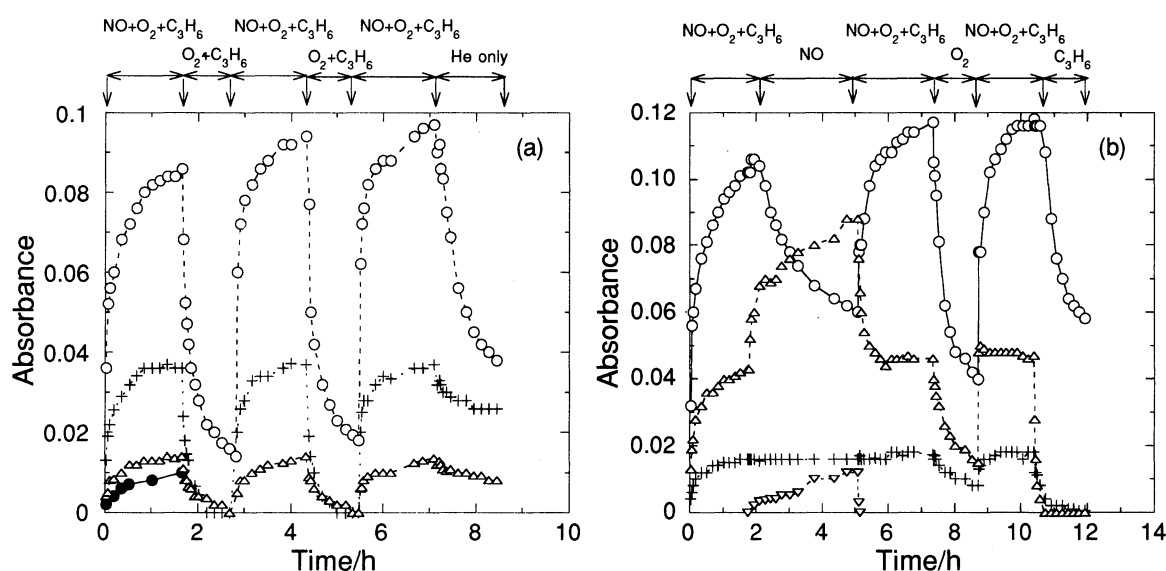 NO+O2+C3H6 NO+O2+C3H6 NO+O2+C3H6
O2+C3H6 O2+C3H6 He only
0.1
0.08
0.06
0.04
0.02
0
Absorbance
(a)
0 2 4 6 8 10
Time/h
NO+O2+C3H6 NO+O2+C3H6 NO+O2+C3H6
NO O2 C3H6
0.12
0.10
0.08
0.06
0.04
0.02
0
Absorbance
(b)
0 2 4 6 8 10 12 14
Time/h